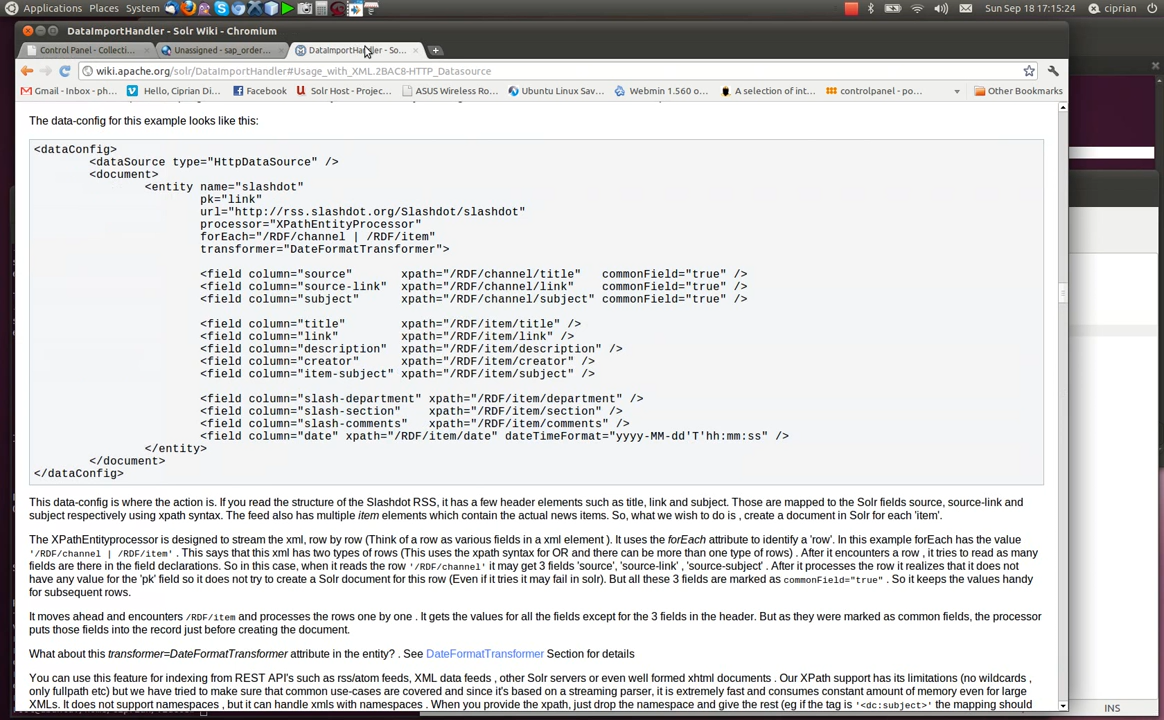 Applications Places System Sun Sep 18 17:15:24 ciprian
DataImportHandler - Solr Wiki - Chromium
Control Panel - Collecti... Unassigned - sap_order... DataImportHandler - So...
wiki.apache.org/solr/DataImportHandler#Usage_with_XML.2BAC8-HTTP_Datasource
Gmail - Inbox - ph... Hello, Ciprian Di... Facebook Solr Host - Projec... ASUS Wireless Ro... Ubuntu Linux Sav... Webmin 1.560 o... A selection of int... controlpanel - po... Other Bookmarks
The data-config for this example looks like this:
<dataConfig>
<dataSource type="HttpDataSource" />
<document>
<entity name="slashdot"
pk="link"
url="http://rss.slashdot.org/Slashdot/slashdot"
processor="XPathEntityProcessor"
forEach="/RDF/channel | /RDF/item"
transformer="DateFormatTransformer">
<field column="source" xpath="/RDF/channel/title" commonField="true" />
<field column="source-link" xpath="/RDF/channel/link" commonField="true" />
<field column="subject" xpath="/RDF/channel/subject" commonField="true" />
<field column="title" xpath="/RDF/item/title" />
<field column="link" xpath="/RDF/item/link" />
<field column="description" xpath="/RDF/item/description" />
<field column="creator" xpath="/RDF/item/creator" />
<field column="item-subject" xpath="/RDF/item/subject" />
<field column="slash-department" xpath="/RDF/item/department" />
<field column="slash-section" xpath="/RDF/item/section" />
<field column="slash-comments" xpath="/RDF/item/comments" />
<field column="date" xpath="/RDF/item/date" dateTimeFormat="yyyy-MM-dd'T'hh:mm:ss" />
</entity>
</document>
</dataConfig>
This data-config is where the action is. If you read the structure of the Slashdot RSS, it has a few header elements such as title, link and subject. Those are mapped to the Solr fields source, source-link and
subject respectively using xpath syntax. The feed also has multiple item elements which contain the actual news items. So, what we wish to do is , create a document in Solr for each 'item'.
The XPathEntityprocessor is designed to stream the xml, row by row (Think of a row as various fields in a xml element ). It uses the forEach attribute to identify a 'row'. In this example forEach has the value
'/RDF/channel | /RDF/item' . This says that this xml has two types of rows (This uses the xpath syntax for OR and there can be more than one type of rows) . After it encounters a row , it tries to read as many
fields are there in the field declarations. So in this case, when it reads the row '/RDF/channel' it may get 3 fields 'source', 'source-link' , 'source-subject' . After it processes the row it realizes that it does not
have any value for the 'pk' field so it does not try to create a Solr document for this row (Even if it tries it may fail in solr). But all these 3 fields are marked as commonField="true" . So it keeps the values handy
for subsequent rows.
It moves ahead and encounters /RDF/item and processes the rows one by one . It gets the values for all the fields except for the 3 fields in the header. But as they were marked as common fields, the processor
puts those fields into the record just before creating the document.
What about this transformer=DateFormatTransformer attribute in the entity? . See DateFormatTransformer Section for details
You can use this feature for indexing from REST API's such as rss/atom feeds, XML data feeds , other Solr servers or even well formed xhtml documents . Our XPath support has its limitations (no wildcards ,
only fullpath etc) but we have tried to make sure that common use-cases are covered and since it's based on a streaming parser, it is extremely fast and consumes constant amount of memory even for large
XMLs. It does not support namespaces , but it can handle xmls with namespaces . When you provide the xpath, just drop the namespace and give the rest (eg if the tag is '<dc:subject>' the mapping should
INS